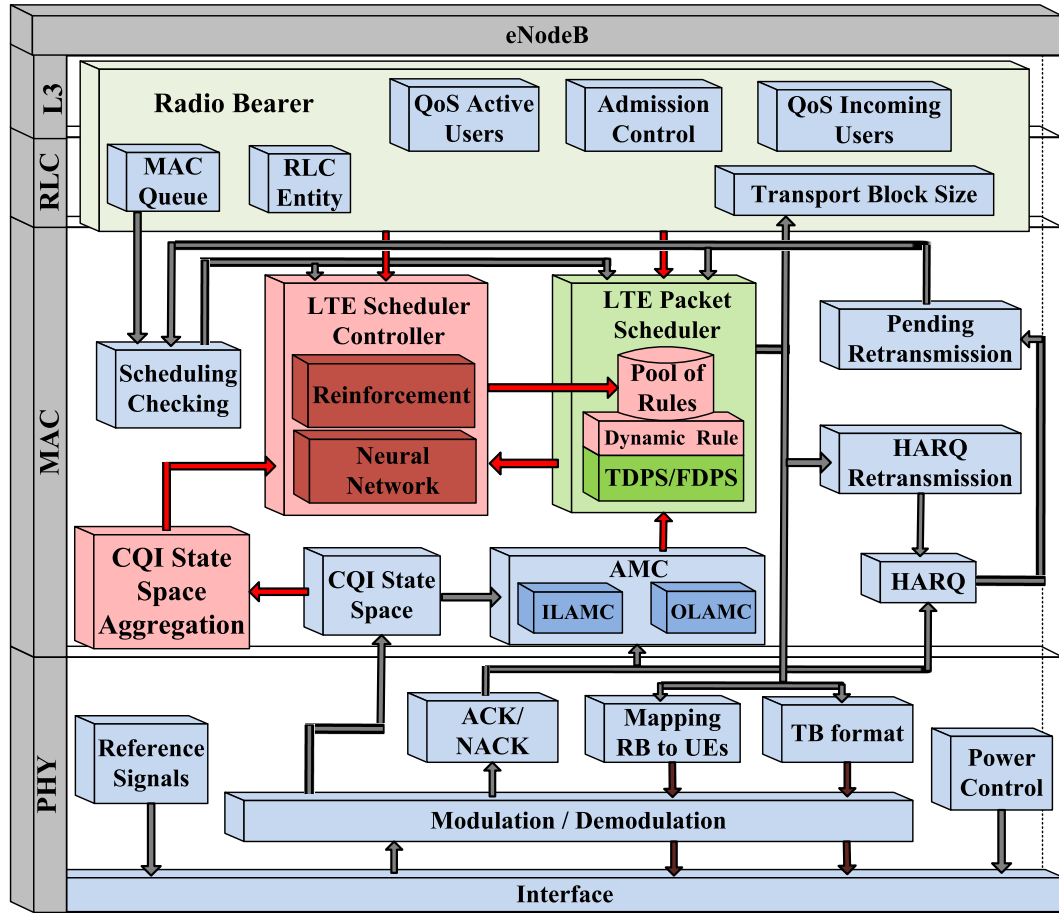 eNodeB
L3
RLC
MAC
PHY
Radio Bearer
QoS Active
Users
Admission
Control
QoS Incoming
Users
MAC
Queue
RLC
Entity
Transport Block Size
LTE Scheduler
Controller
LTE Packet
Scheduler
Pending
Retransmission
Scheduling
Checking
Reinforcement
Pool of
Rules
Dynamic Rule
Neural
Network
TDPS/FDPS
HARQ
Retransmission
CQI State
Space
Aggregation
CQI State
Space
AMC
ILAMC
OLAMC
HARQ
Reference
Signals
ACK/
NACK
Mapping
RB to UEs
TB format
Power
Control
Modulation / Demodulation
Interface